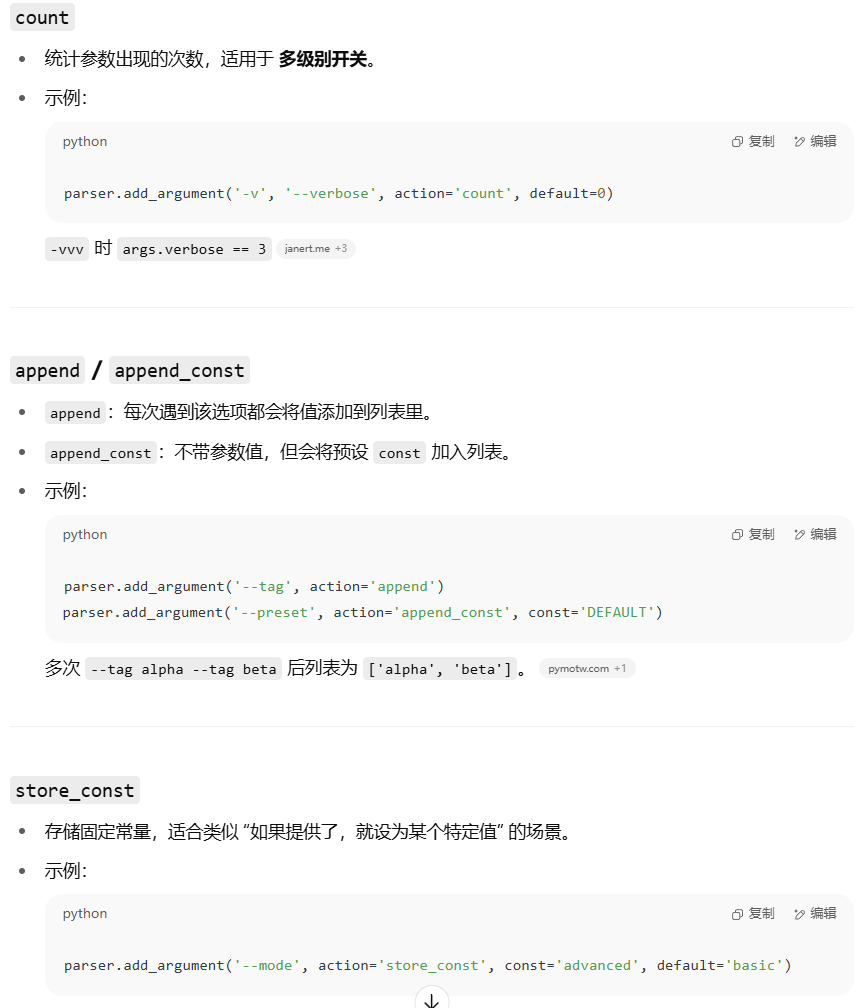 count
统计参数出现的次数，适用于 多级别开关。
示例：
python
复制 编辑
parser.add_argument('-v', '--verbose', action='count', default=0)
-vvv 时 args.verbose == 3 janert.me +3
append / append_const
append：每次遇到该选项都会将值添加到列表里。
append_const：不带参数值，但会将预设 const 加入列表。
示例：
python
复制 编辑
parser.add_argument('--tag', action='append')
parser.add_argument('--preset', action='append_const', const='DEFAULT')
多次 --tag alpha --tag beta 后列表为 ['alpha', 'beta']。 pymotw.com +1
store_const
存储固定常量，适合类似 “如果提供了，就设为某个特定值” 的场景。
示例：
python
复制 编辑
parser.add_argument('--mode', action='store_const', const='advanced', default='basic')